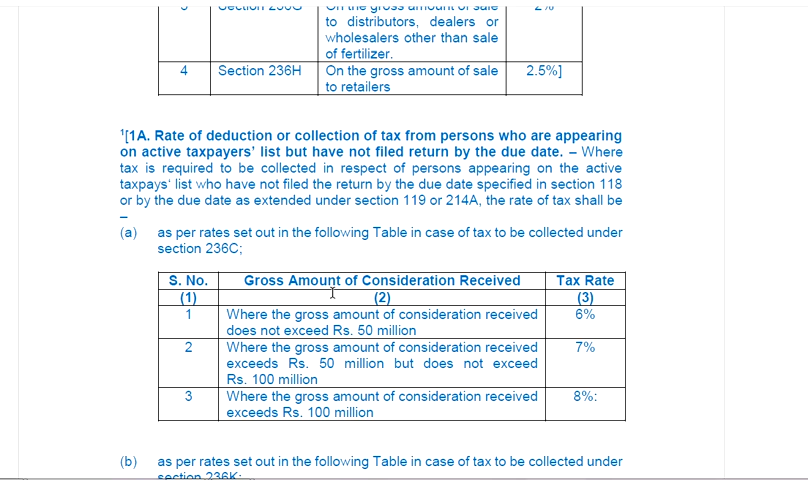 to distributors, dealers or
wholesalers other than sale
of fertilizer.
4 Section 236H On the gross amount of sale 2.5%]
to retailers
¹[1A. Rate of deduction or collection of tax from persons who are appearing
on active taxpayers’ list but have not filed return by the due date. – Where
tax is required to be collected in respect of persons appearing on the active
taxpays‘ list who have not filed the return by the due date specified in section 118
or by the due date as extended under section 119 or 214A, the rate of tax shall be
–
(a) as per rates set out in the following Table in case of tax to be collected under
section 236C;
S. No. Gross Amount of Consideration Received Tax Rate
(1) (2) (3)
1 Where the gross amount of consideration received 6%
does not exceed Rs. 50 million
2 Where the gross amount of consideration received 7%
exceeds Rs. 50 million but does not exceed
Rs. 100 million
3 Where the gross amount of consideration received 8%:
exceeds Rs. 100 million
(b) as per rates set out in the following Table in case of tax to be collected under
section 236K: